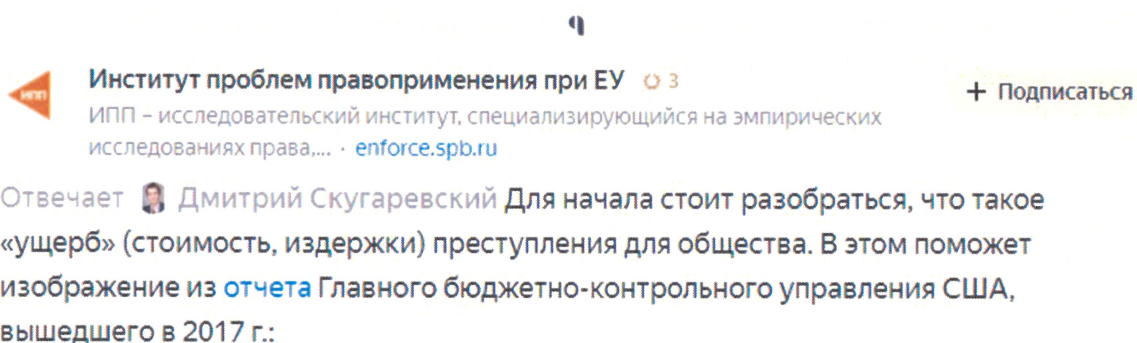 Институт проблем правоприменения при ЕУ 3
+ Подписаться
ИПП
ИПП – исследовательский институт, специализирующийся на эмпирических
исследованиях права,... · enforce.spb.ru
Отвечает Дмитрий Скугаревский Для начала стоит разобраться, что такое
«ущерб» (стоимость, издержки) преступления для общества. В этом поможет
изображение из отчета Главного бюджетно-контрольного управления США,
вышедшего в 2017 г.: